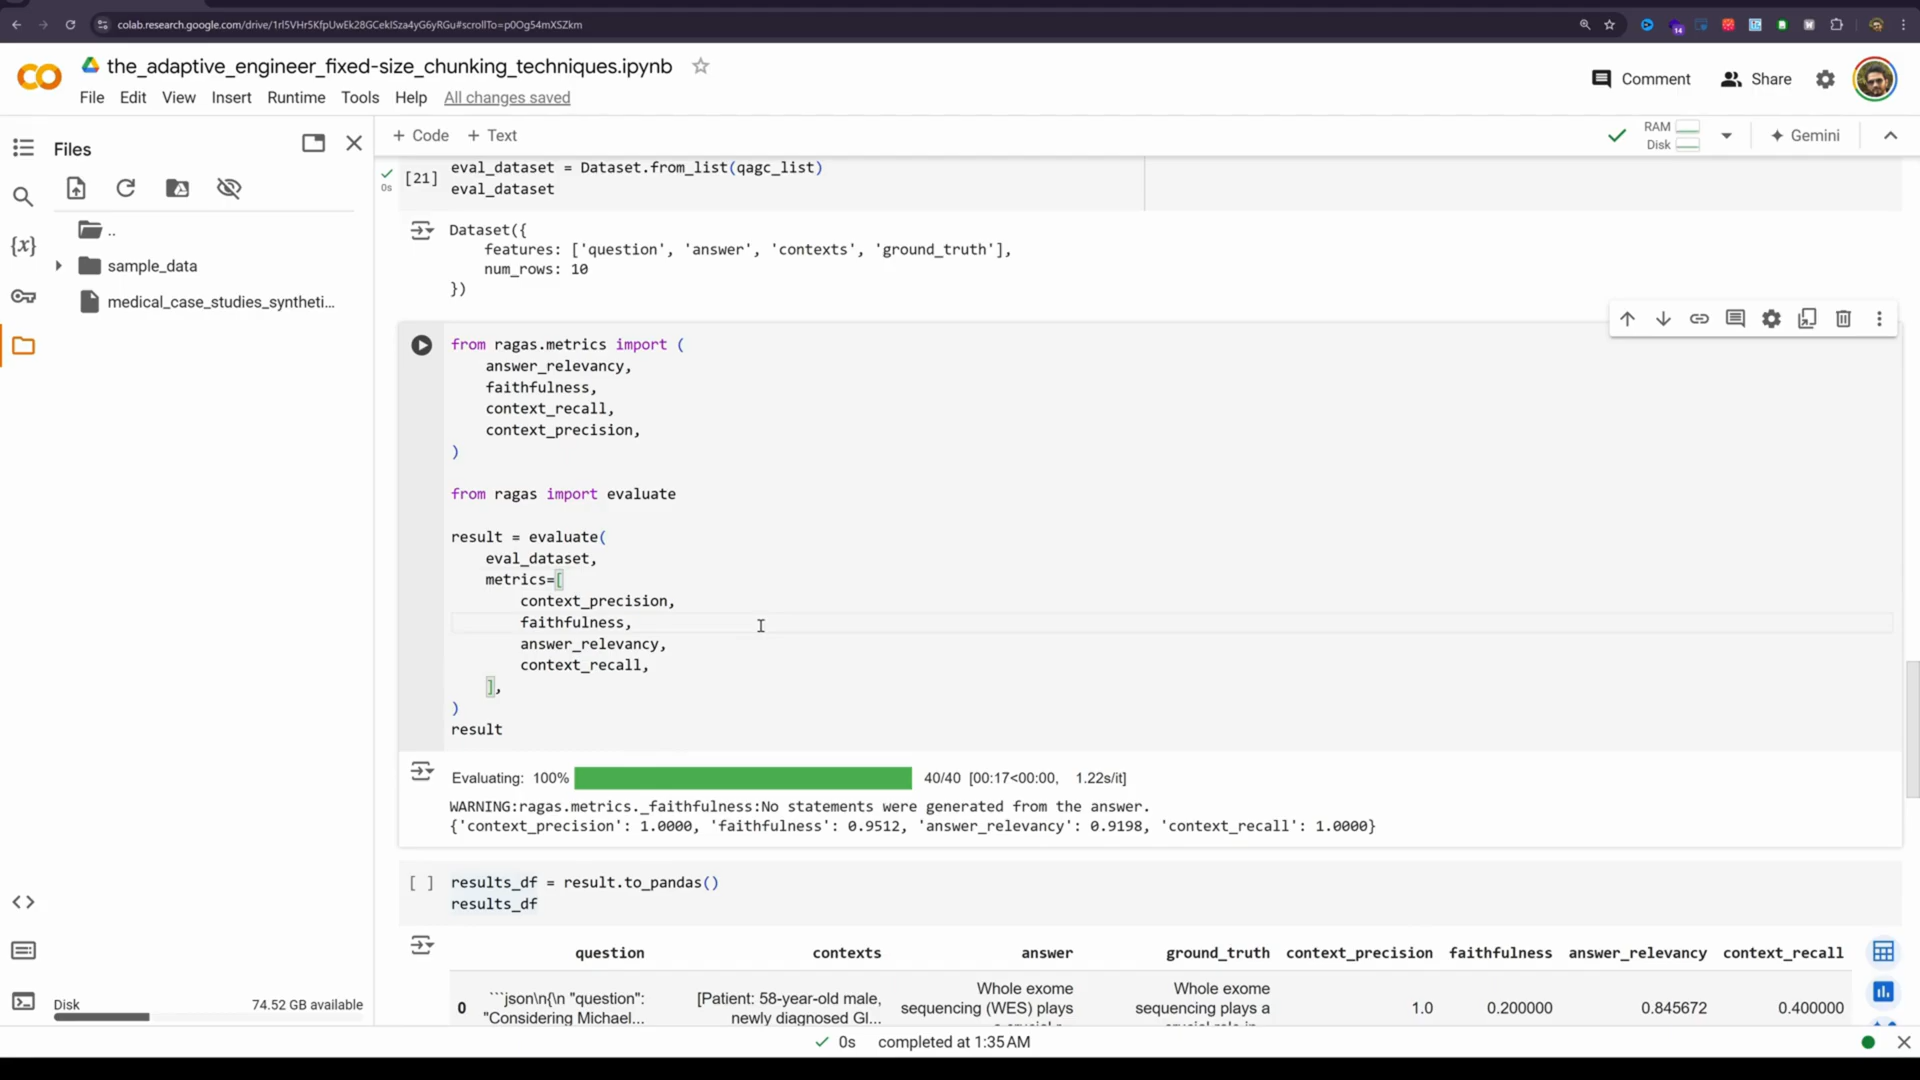 colab.research.google.com/drive/1rl5VHr5KfpUwEk28GCekISza4yG6yRGu#scrollTo=p0Og54mXSZkm
14
the_adaptive_engineer_fixed-size_chunking_techniques.ipynb
Comment
Share
File Edit View Insert Runtime Tools Help All changes saved
Files
+ Code + Text
RAM
Disk
Gemini
..
sample_data
medical_case_studies_syntheti...
Disk
74.52 GB available
0s
[21]
eval_dataset = Dataset.from_list(qagc_list)
eval_dataset
Dataset({
features: ['question', 'answer', 'contexts', 'ground_truth'],
num_rows: 10
})
from ragas.metrics import (
answer_relevancy,
faithfulness,
context_recall,
context_precision,
)
from ragas import evaluate
result = evaluate(
eval_dataset,
metrics=[
context_precision,
faithfulness,
answer_relevancy,
context_recall,
],
)
result
Evaluating: 100% 40/40 [00:17<00:00, 1.22s/it]
WARNING:ragas.metrics._faithfulness:No statements were generated from the answer.
{'context_precision': 1.0000, 'faithfulness': 0.9512, 'answer_relevancy': 0.9198, 'context_recall': 1.0000}
[ ]
results_df = result.to_pandas()
results_df
question contexts answer ground_truth context_precision faithfulness answer_relevancy context_recall
0
```json\n{\n "question":
"Considering Michael...
[Patient: 58-year-old male,
newly diagnosed Gl...
Whole exome
sequencing (WES) plays
Whole exome
sequencing plays a
1.0 0.200000 0.845672 0.400000
0s completed at 1:35 AM